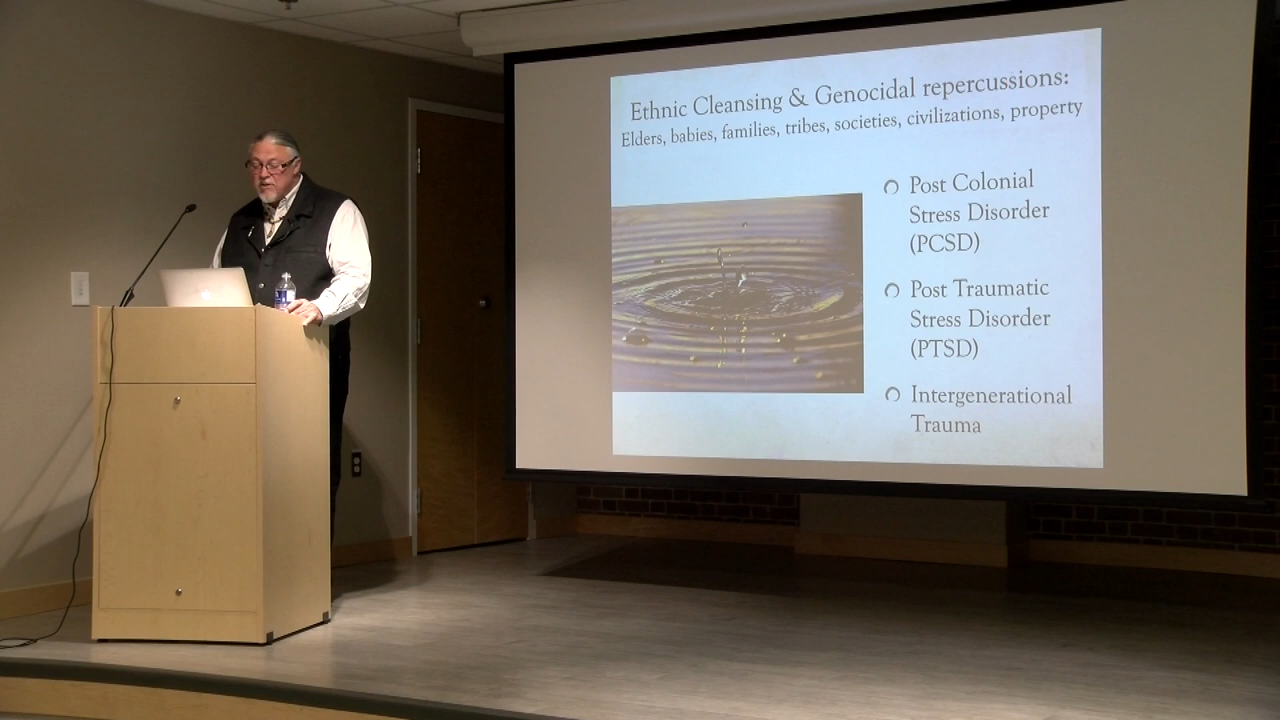 Ethnic Cleansing & Genocidal repercussions:
Elders, babies, families, tribes, societies, civilizations, property
Post Colonial
Stress Disorder
(PCSD)
Post Traumatic
Stress Disorder
(PTSD)
Intergenerational
Trauma